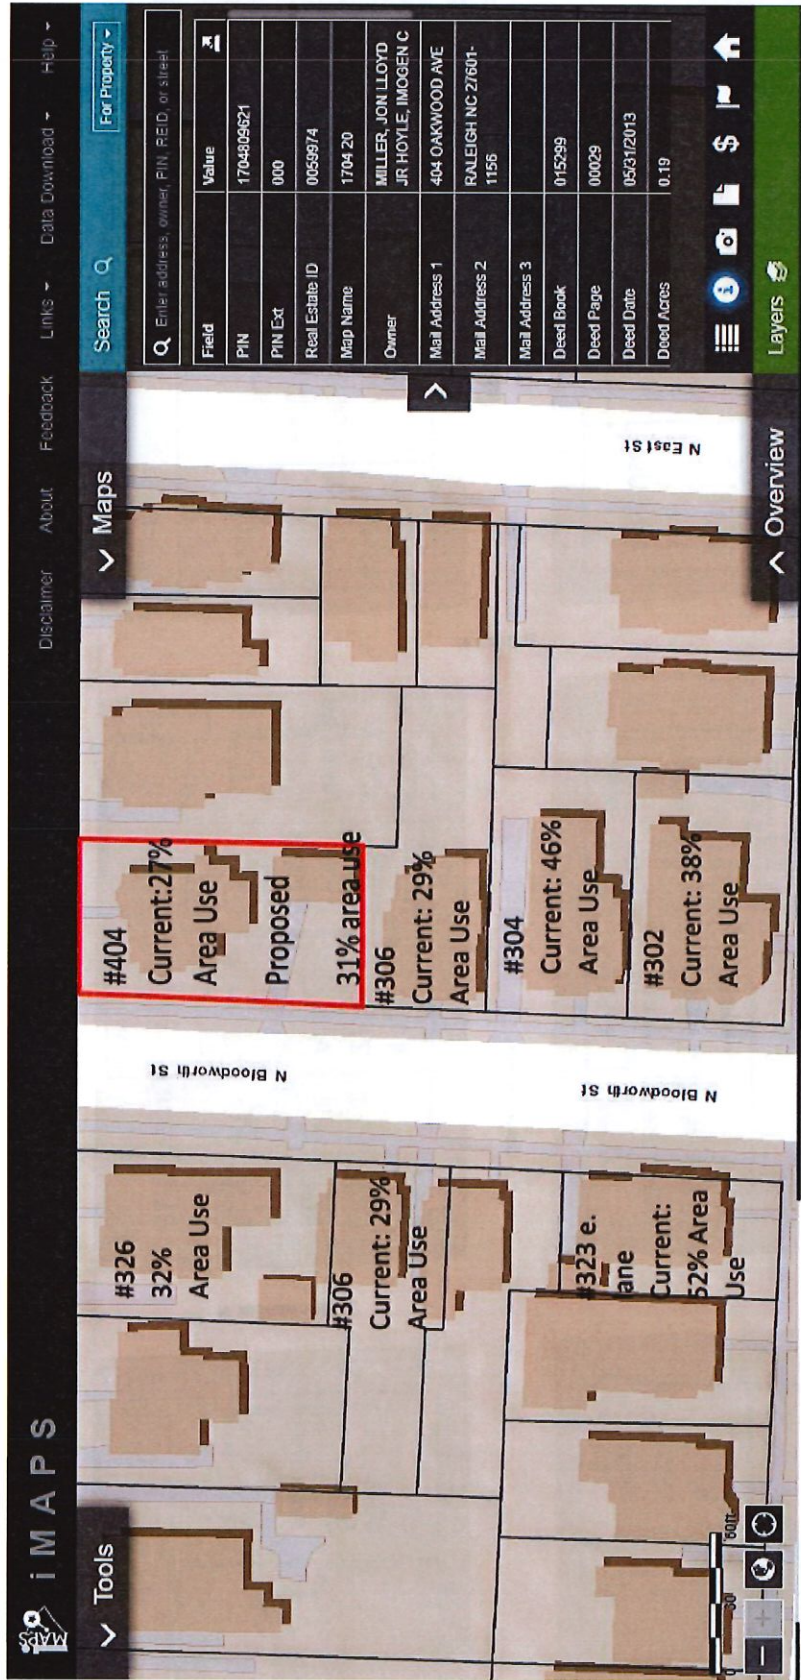 iMAPS
iMAPS
Disclaimer
About
Feedback
Links
Data Download
Help
Tools
Maps
Search
For Property
Enter address, owner, PIN, REID, or street
Field Value
PIN 1704809621
PIN Ext 000
Real Estate ID 0059974
Map Name 1704 20
Owner MILLER, JON LLOYD
JR HOYLE, IMOGEN C
Mail Address 1 404 OAKWOOD AVE
Mail Address 2 RALEIGH NC 27601-
1156
Mail Address 3
Deed Book 015299
Deed Page 00029
Deed Date 05/31/2013
Deed Acres 0.19
Layers
Overview
#326
32%
Area Use
#306
Current: 29%
Area Use
#323 e.
lane
Current:
52% Area
Use
N Bloodworth St
N Bloodworth St
#404
Current:27%
Area Use
Proposed
31% area use
#306
Current: 29%
Area Use
#304
Current: 46%
Area Use
#302
Current: 38%
Area Use
N East St
0 30 60ft